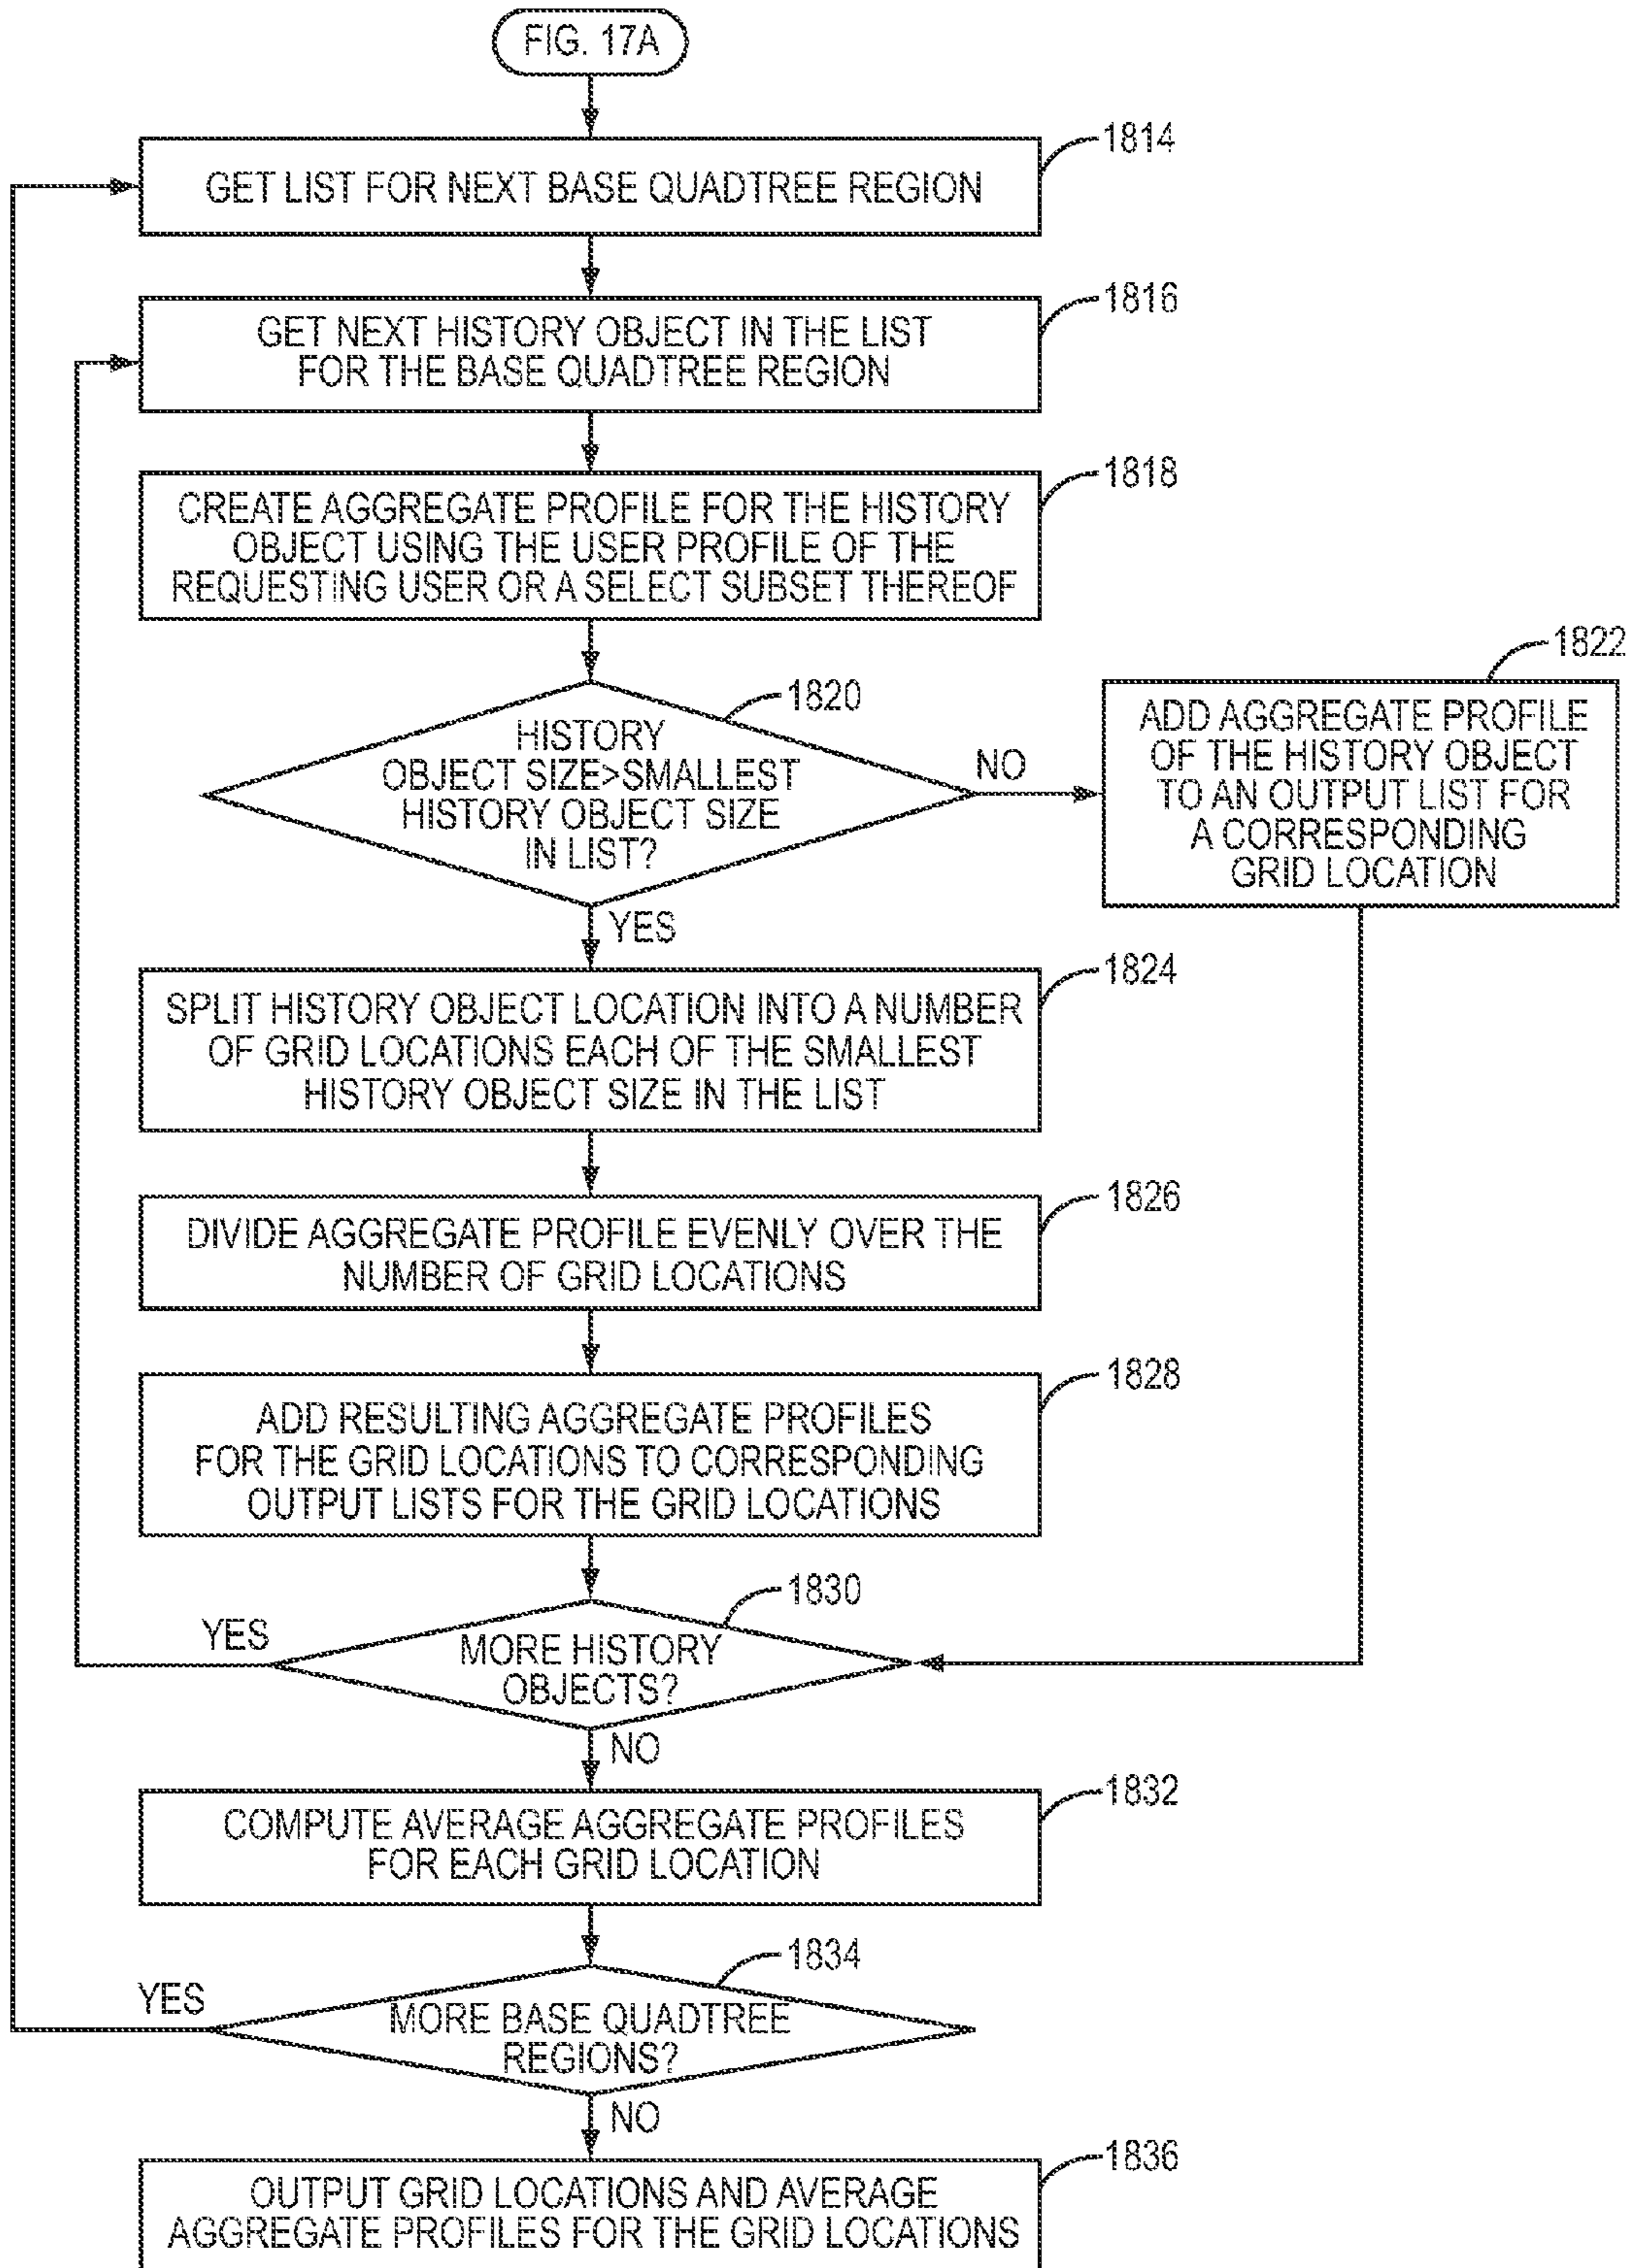 FIG. 17A
1814
GET LIST FOR NEXT BASE QUADTREE REGION
1816
GET NEXT HISTORY OBJECT IN THE LIST
FOR THE BASE QUADTREE REGION
1818
CREATE AGGREGATE PROFILE FOR THE HISTORY
OBJECT USING THE USER PROFILE OF THE
REQUESTING USER OR A SELECT SUBSET THEREOF
1820
HISTORY
OBJECT SIZE>SMALLEST
HISTORY OBJECT SIZE
IN LIST?
NO
1822
ADD AGGREGATE PROFILE
OF THE HISTORY OBJECT
TO AN OUTPUT LIST FOR
A CORRESPONDING
GRID LOCATION
YES
1824
SPLIT HISTORY OBJECT LOCATION INTO A NUMBER
OF GRID LOCATIONS EACH OF THE SMALLEST
HISTORY OBJECT SIZE IN THE LIST
1826
DIVIDE AGGREGATE PROFILE EVENLY OVER THE
NUMBER OF GRID LOCATIONS
1828
ADD RESULTING AGGREGATE PROFILES
FOR THE GRID LOCATIONS TO CORRESPONDING
OUTPUT LISTS FOR THE GRID LOCATIONS
1830
YES
MORE HISTORY
OBJECTS?
NO
1832
COMPUTE AVERAGE AGGREGATE PROFILES
FOR EACH GRID LOCATION
1834
YES
MORE BASE QUADTREE
REGIONS?
NO
1836
OUTPUT GRID LOCATIONS AND AVERAGE
AGGREGATE PROFILES FOR THE GRID LOCATIONS